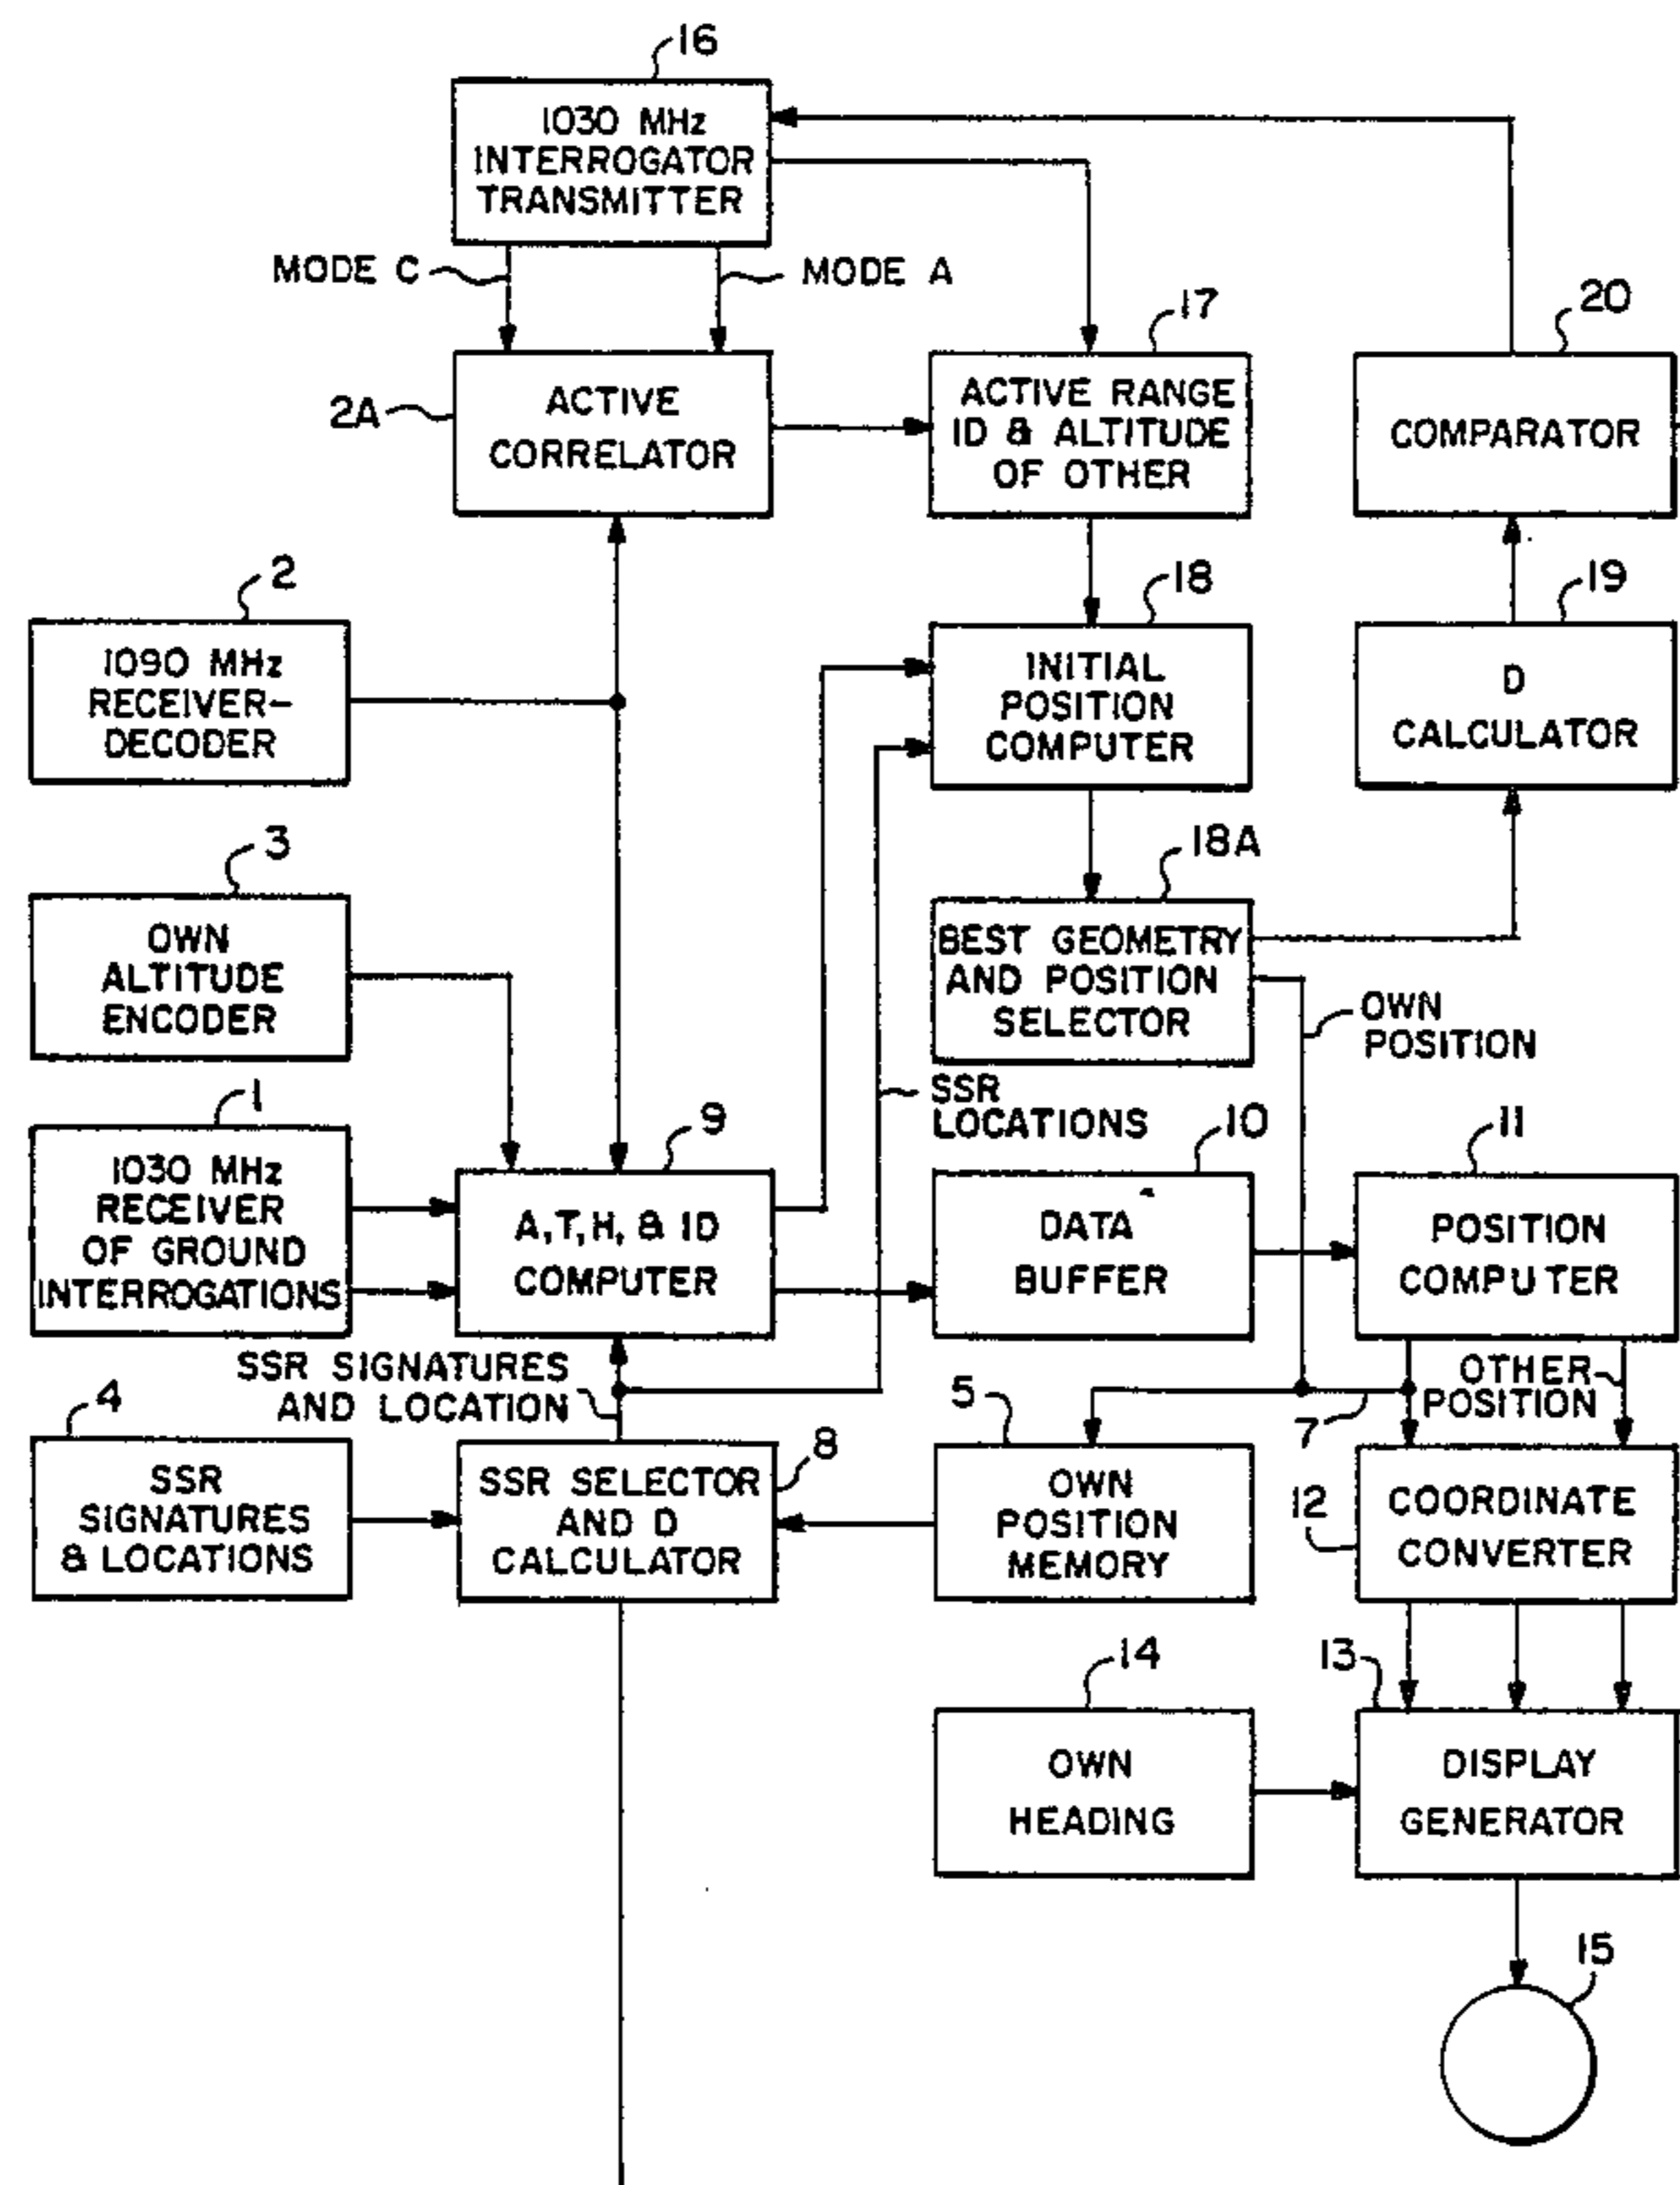 16
1030 MHz
INTERROGATOR
TRANSMITTER
MODE C
MODE A
17
20
2A
ACTIVE
CORRELATOR
ACTIVE RANGE
ID & ALTITUDE
OF OTHER
COMPARATOR
2
18
19
1090 MHz
RECEIVER-
DECODER
INITIAL
POSITION
COMPUTER
D
CALCULATOR
3
18A
OWN
ALTITUDE
ENCODER
BEST GEOMETRY
AND POSITION
SELECTOR
OWN
POSITION
SSR
LOCATIONS
1
9
10
11
1030 MHz
RECEIVER
OF GROUND
INTERROGATIONS
A,T,H, & ID
COMPUTER
DATA
BUFFER
POSITION
COMPUTER
SSR SIGNATURES
AND LOCATION
OTHER
POSITION
4
8
5
7
12
SSR
SIGNATURES
& LOCATIONS
SSR SELECTOR
AND D
CALCULATOR
OWN
POSITION
MEMORY
COORDINATE
CONVERTER
14
13
OWN
HEADING
DISPLAY
GENERATOR
15